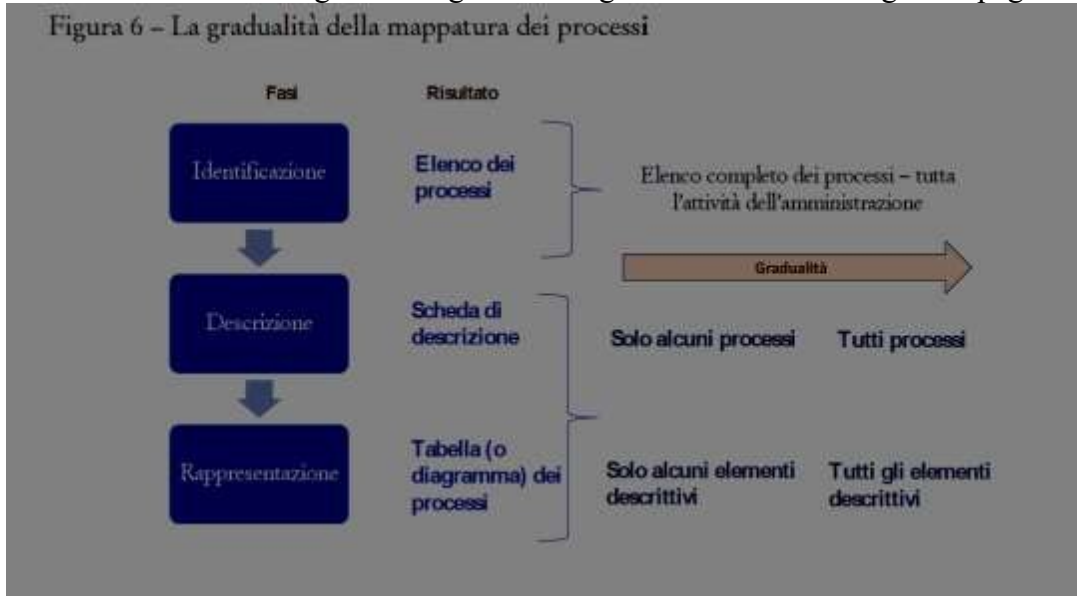 Figura 6 – La gradualità della mappatura dei processi
Fasi
Risultato
Identificazione
Elenco dei
processi
Elenco completo dei processi – tutta
l'attività dell'amministrazione
Gradualità
Descrizione
Scheda di
descrizione
Solo alcuni processi
Tutti processi
Rappresentazione
Tabella (o
diagramma) dei
processi
Solo alcuni elementi
descrittivi
Tutti gli elementi
descrittivi